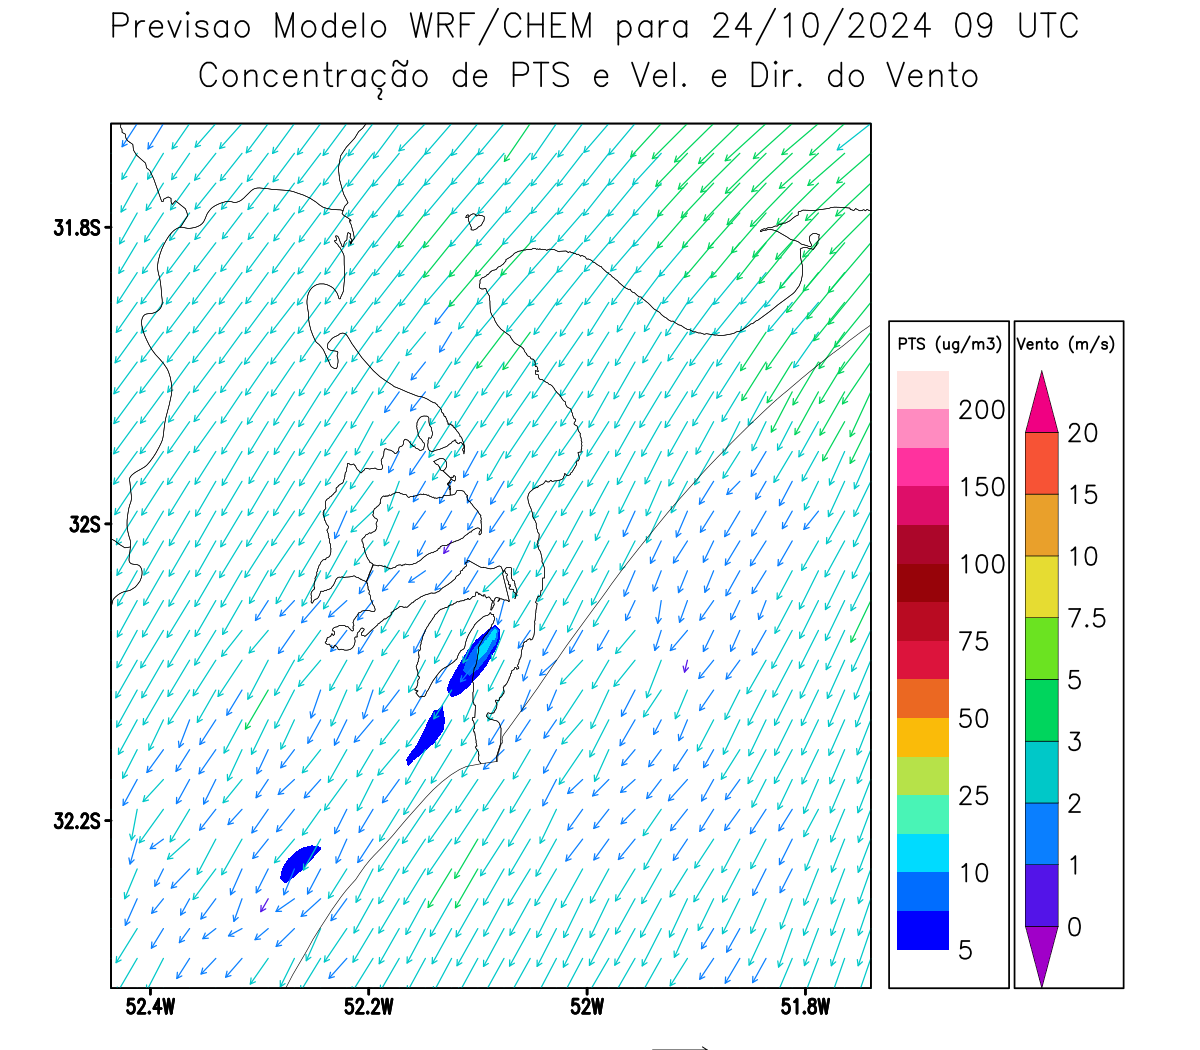 Previsao Modelo WRF/CHEM para 24/10/2024 09 UTC
Concentração de PTS e Vel. e Dir. do Vento
31.8S
32S
32.2S
52.4W
52.2W
52W
51.8W
PTS (ug/m3)
200
150
100
75
50
25
10
5
Vento (m/s)
20
15
10
7.5
5
3
2
1
0